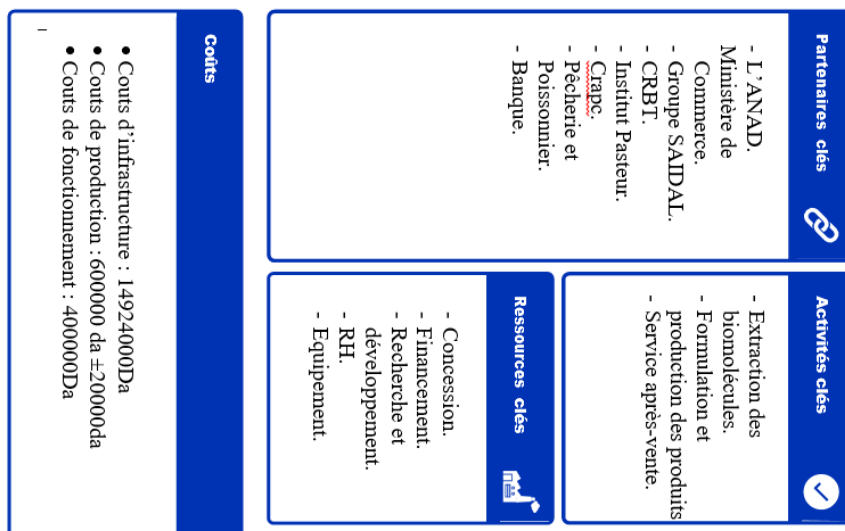 Partenaires clés
- L'ANAD.
Ministère de
Commerce.
- Groupe SAIDAL.
- CRBT.
- Institut Pasteur.
- Crapc.
- Pêcherie et
Poissonnier.
- Banque.
Activités clés
- Extraction des
biomolécules.
- Formulation et
production des produits
- Service après-vente.
Ressources clés
- Concession.
- Financement.
- Recherche et
développement.
- RH.
- Equipement.
Coûts
• Couts d'infrastructure : 14924000Da
• Couts de production :600000 da ±20000da
• Couts de fonctionnement : 400000Da